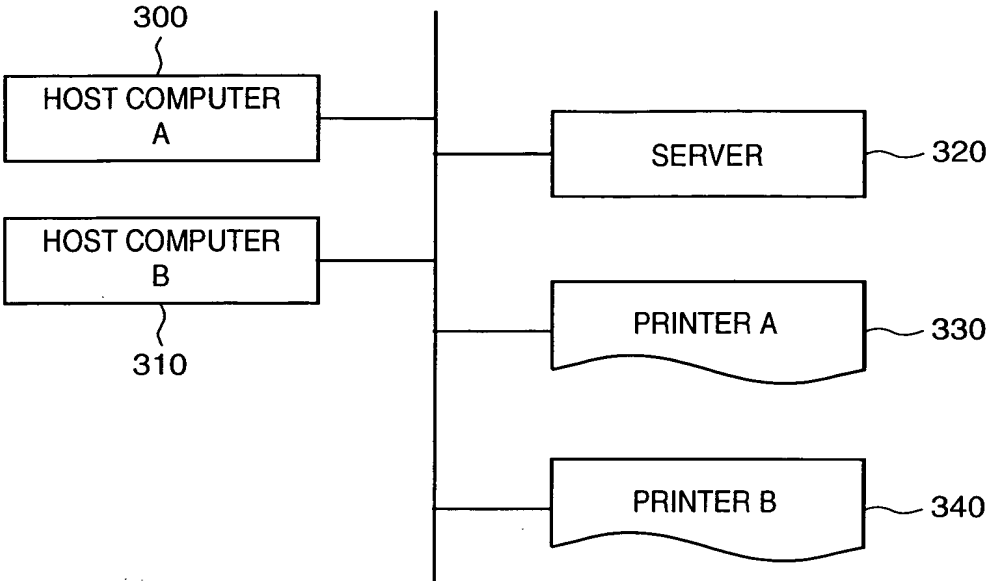 300
HOST COMPUTER
A
HOST COMPUTER
B
310
SERVER
320
PRINTER A
330
PRINTER B
340